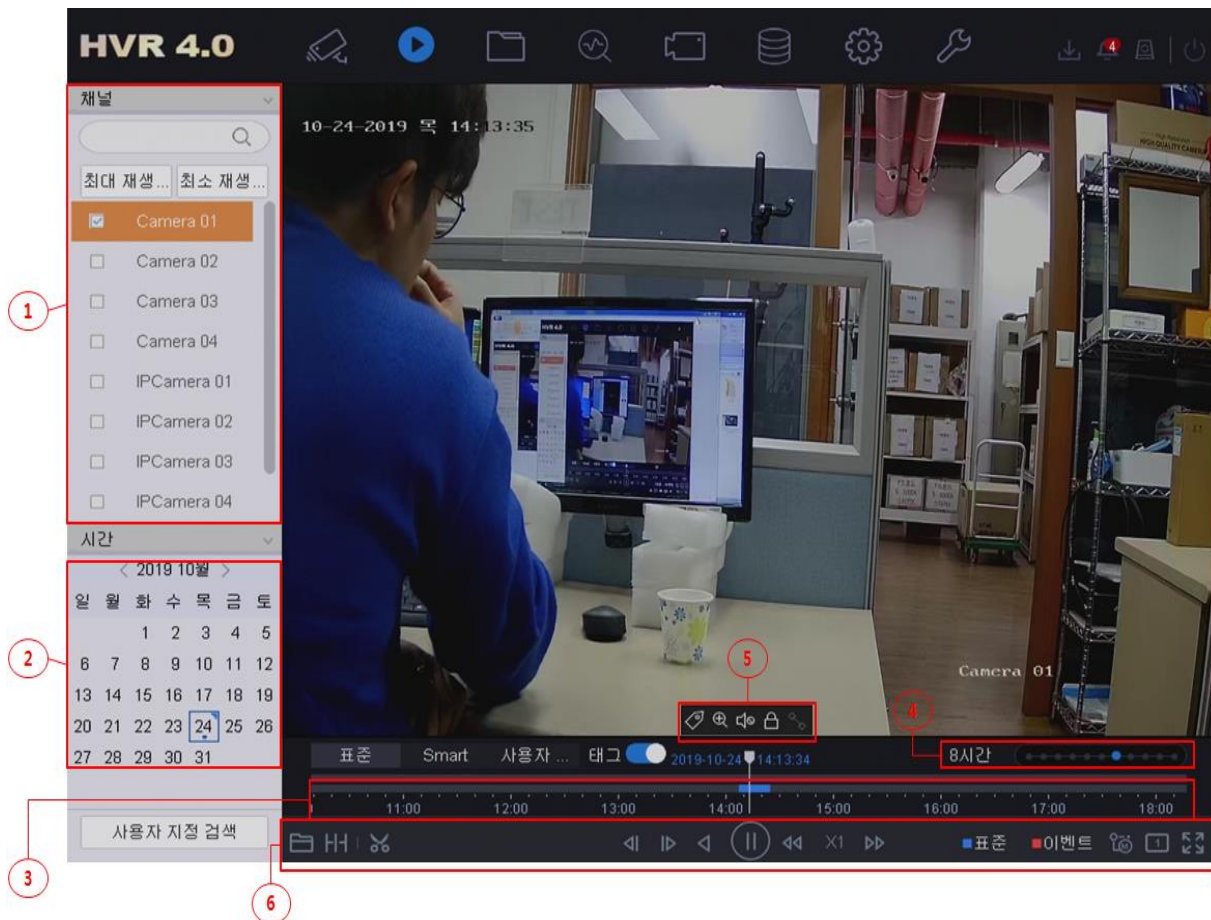 HVR 4.0
4
채널
최대 재생...
최소 재생...
Camera 01
Camera 02
Camera 03
Camera 04
IPCamera 01
IPCamera 02
IPCamera 03
IPCamera 04
시간
< 2019 10월 >
일 월 화 수 목 금 토
1 2 3 4 5
6 7 8 9 10 11 12
13 14 15 16 17 18 19
20 21 22 23 24 25 26
27 28 29 30 31
사용자 지정 검색
10-24-2019 목 14:13:35
HIGH QUALITY CAMERA
HVR 4.0
Camera 01
표준 Smart 사용자 ... 태그 2019-10-24 14:13:34 8시간
11:00 12:00 13:00 14:00 15:00 16:00 17:00 18:00
X1 표준 이벤트 1
1
2
3
4
5
6